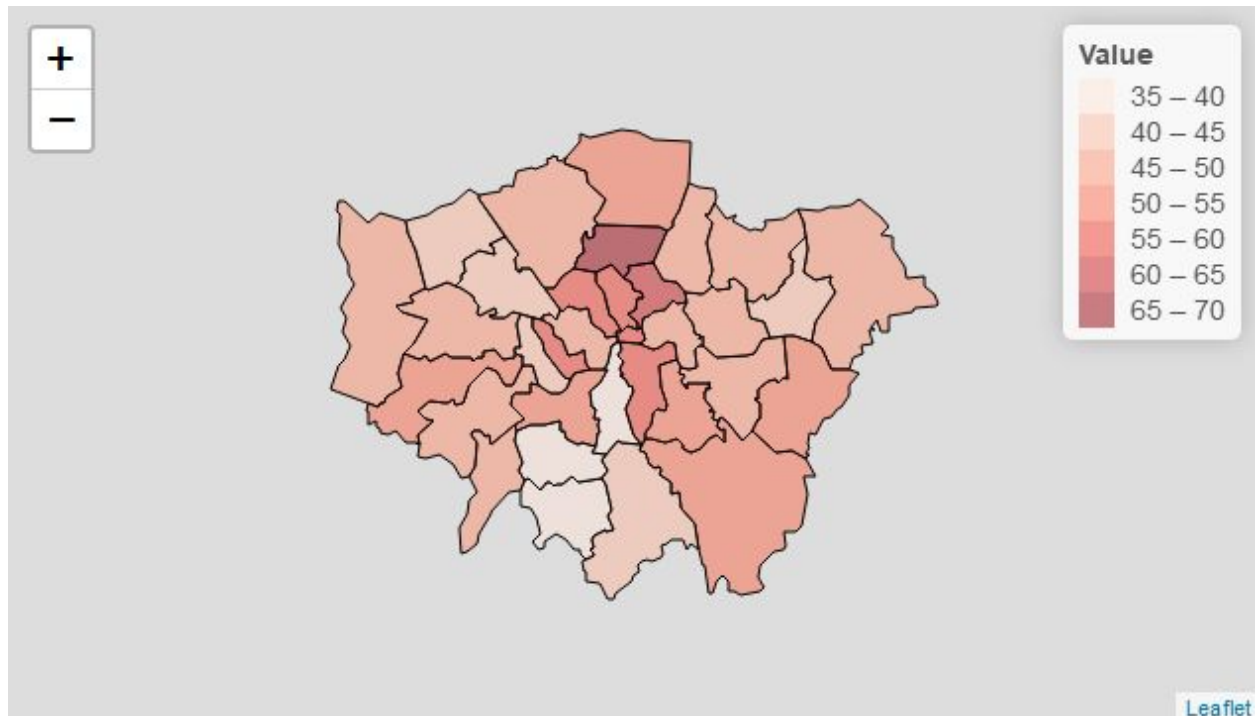 +
−
Value
35 – 40
40 – 45
45 – 50
50 – 55
55 – 60
60 – 65
65 – 70
Leaflet